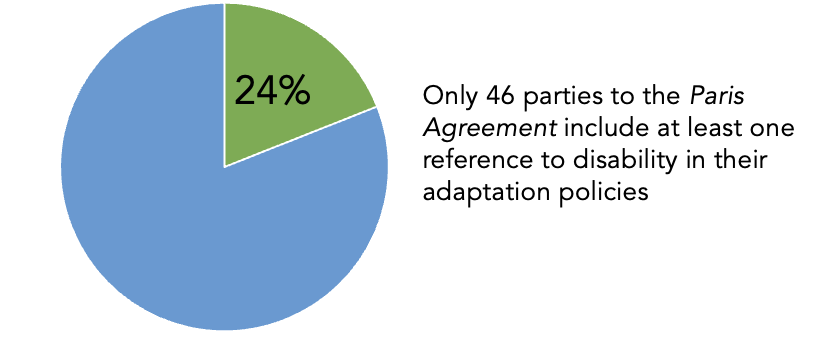 24%
Only 46 parties to the Paris
Agreement include at least one
reference to disability in their
adaptation policies